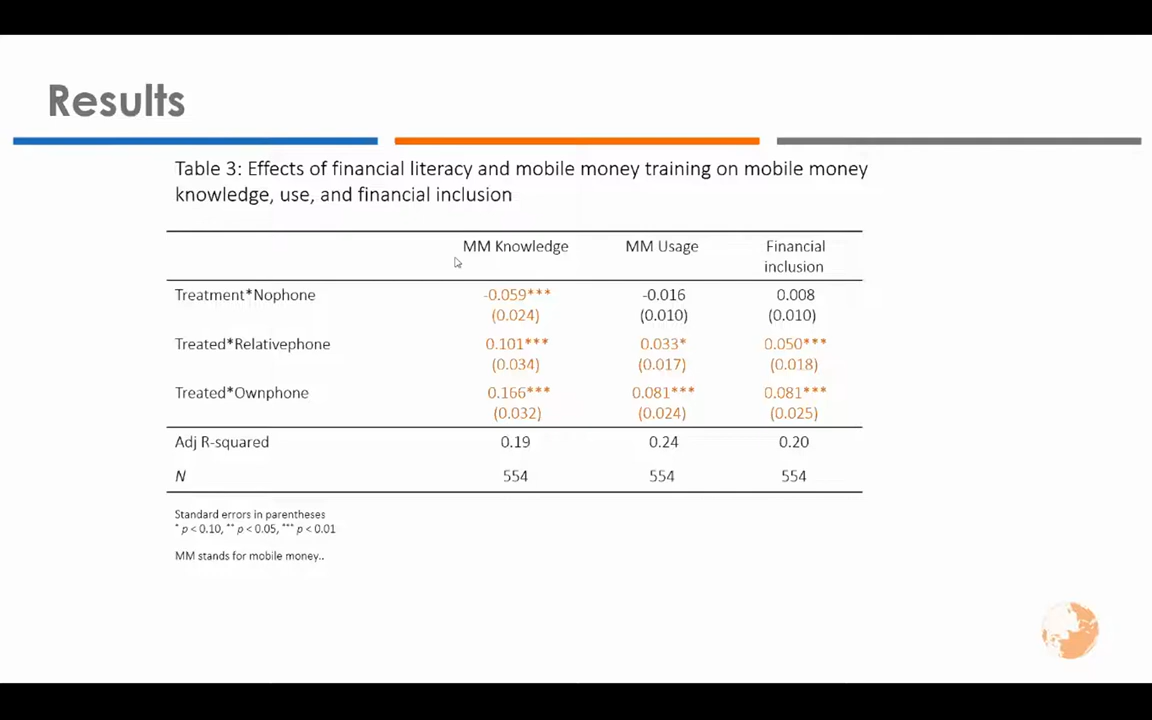 Results
Table 3: Effects of financial literacy and mobile money training on mobile money
knowledge, use, and financial inclusion
MM Knowledge MM Usage Financial
inclusion
Treatment*Nophone -0.059*** -0.016 0.008
(0.024) (0.010) (0.010)
Treated*Relativephone 0.101*** 0.033* 0.050***
(0.034) (0.017) (0.018)
Treated*Ownphone 0.166*** 0.081*** 0.081***
(0.032) (0.024) (0.025)
Adj R-squared 0.19 0.24 0.20
N 554 554 554
Standard errors in parentheses
* p < 0.10, ** p < 0.05, *** p < 0.01
MM stands for mobile money..